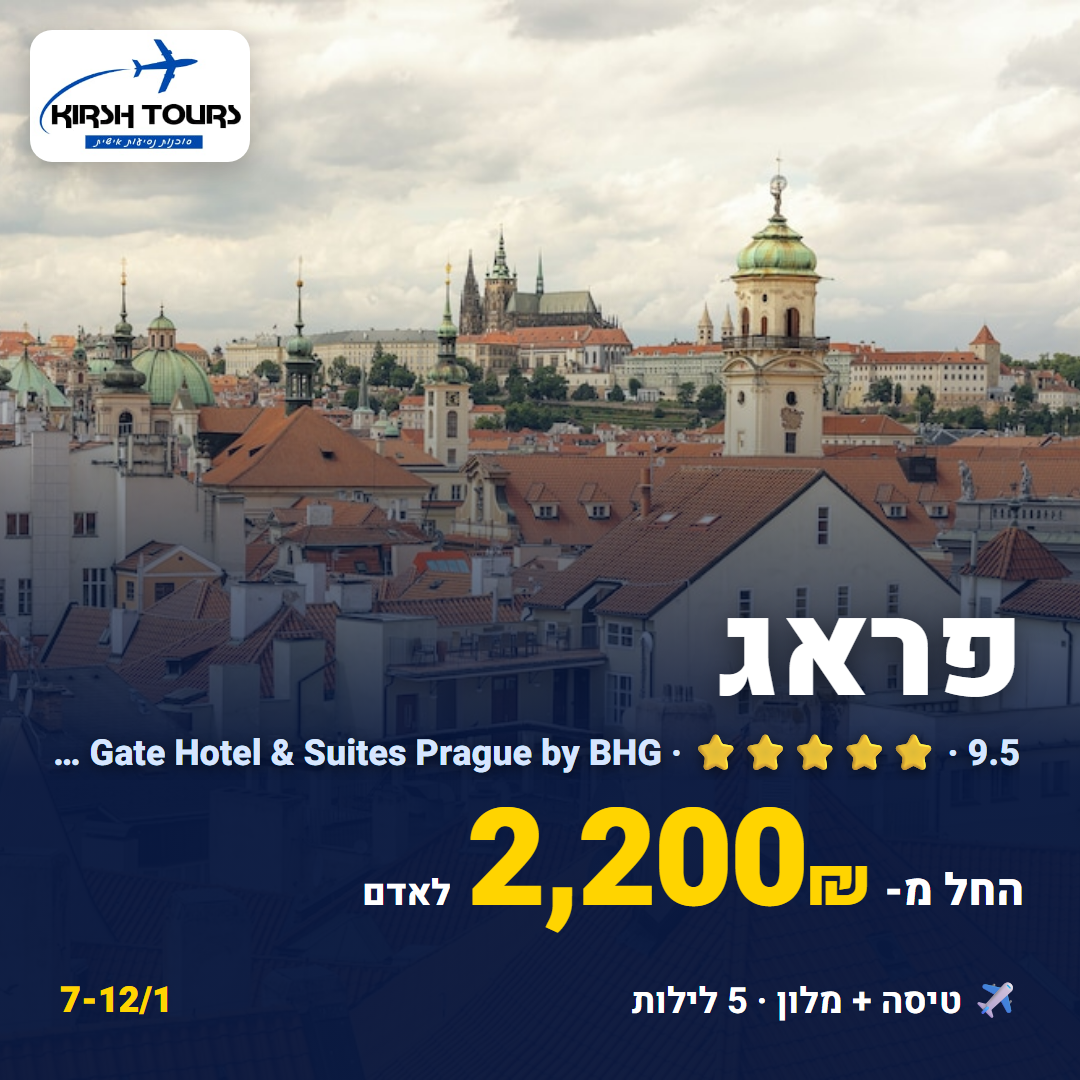 KIRSH TOURS
סוכנות נסיעות אישית
פראג
... Gate Hotel & Suites Prague by BHG · ⭐⭐⭐⭐⭐ · 9.5
החל מ- ₪2,200 לאדם
✈️ טיסה + מלון · 5 לילות
7-12/1